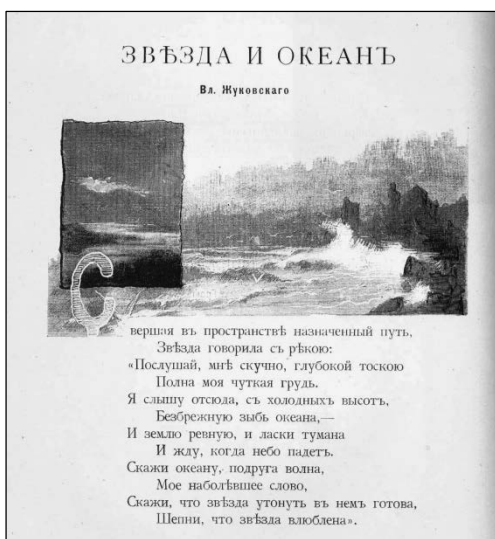 ЗВѢЗДА И ОКЕАНЪ
Вл. Жуковскаго
Свершая въ пространствѣ назначенный путь,
Звѣзда говорила съ рѣкою:
«Послушай, мнѣ скучно, глубокой тоскою
Полна моя чуткая грудь.
Я слышу отсюда, съ холодныхъ высотъ,
Безбрежную зыбь океана,—
И землю ревную, и ласки тумана
И жду, когда небо падетъ.
Скажи океану, подруга волна,
Мое наболѣвшее слово,
Скажи, что звѣзда утонуть въ немъ готова,
Шепни, что звѣзда влюблена».